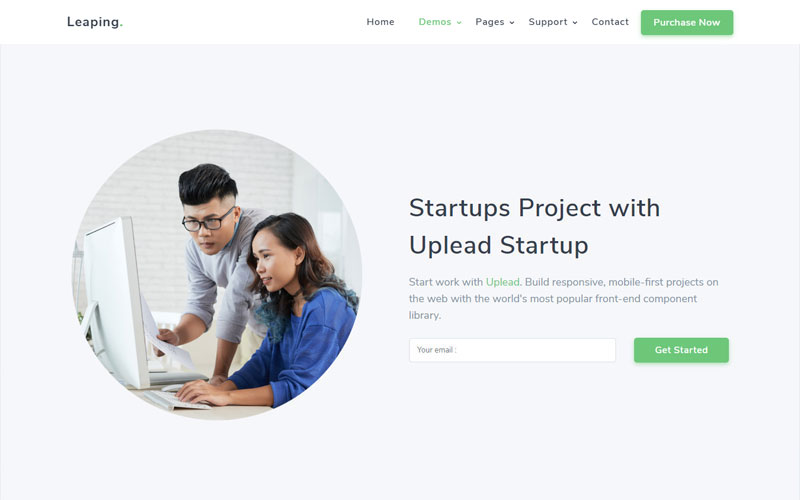 Leaping.
Home Demos Pages Support Contact Purchase Now
Startups Project with
Uplead Startup
Start work with Uplead. Build responsive, mobile-first projects on
the web with the world's most popular front-end component
library.
Your email :
Get Started